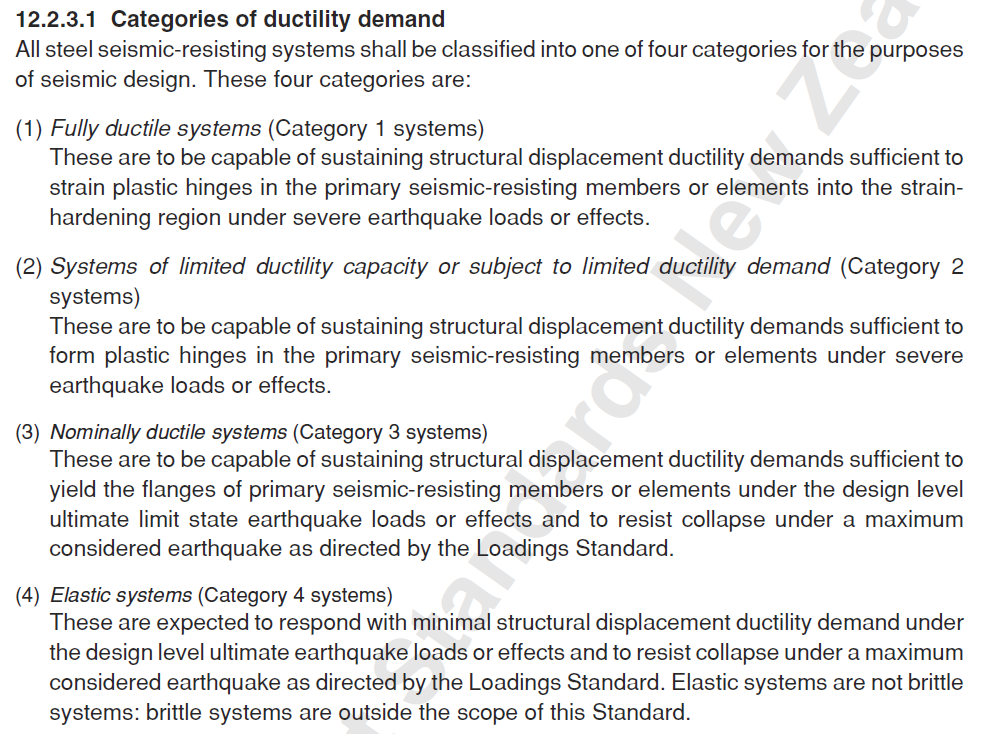 12.2.3.1 Categories of ductility demand
All steel seismic-resisting systems shall be classified into one of four categories for the purposes
of seismic design. These four categories are:
(1) Fully ductile systems (Category 1 systems)
These are to be capable of sustaining structural displacement ductility demands sufficient to
strain plastic hinges in the primary seismic-resisting members or elements into the strain-
hardening region under severe earthquake loads or effects.
(2) Systems of limited ductility capacity or subject to limited ductility demand (Category 2
systems)
These are to be capable of sustaining structural displacement ductility demands sufficient to
form plastic hinges in the primary seismic-resisting members or elements under severe
earthquake loads or effects.
(3) Nominally ductile systems (Category 3 systems)
These are to be capable of sustaining structural displacement ductility demands sufficient to
yield the flanges of primary seismic-resisting members or elements under the design level
ultimate limit state earthquake loads or effects and to resist collapse under a maximum
considered earthquake as directed by the Loadings Standard.
(4) Elastic systems (Category 4 systems)
These are expected to respond with minimal structural displacement ductility demand under
the design level ultimate earthquake loads or effects and to resist collapse under a maximum
considered earthquake as directed by the Loadings Standard. Elastic systems are not brittle
systems: brittle systems are outside the scope of this Standard.
Standards New Zea